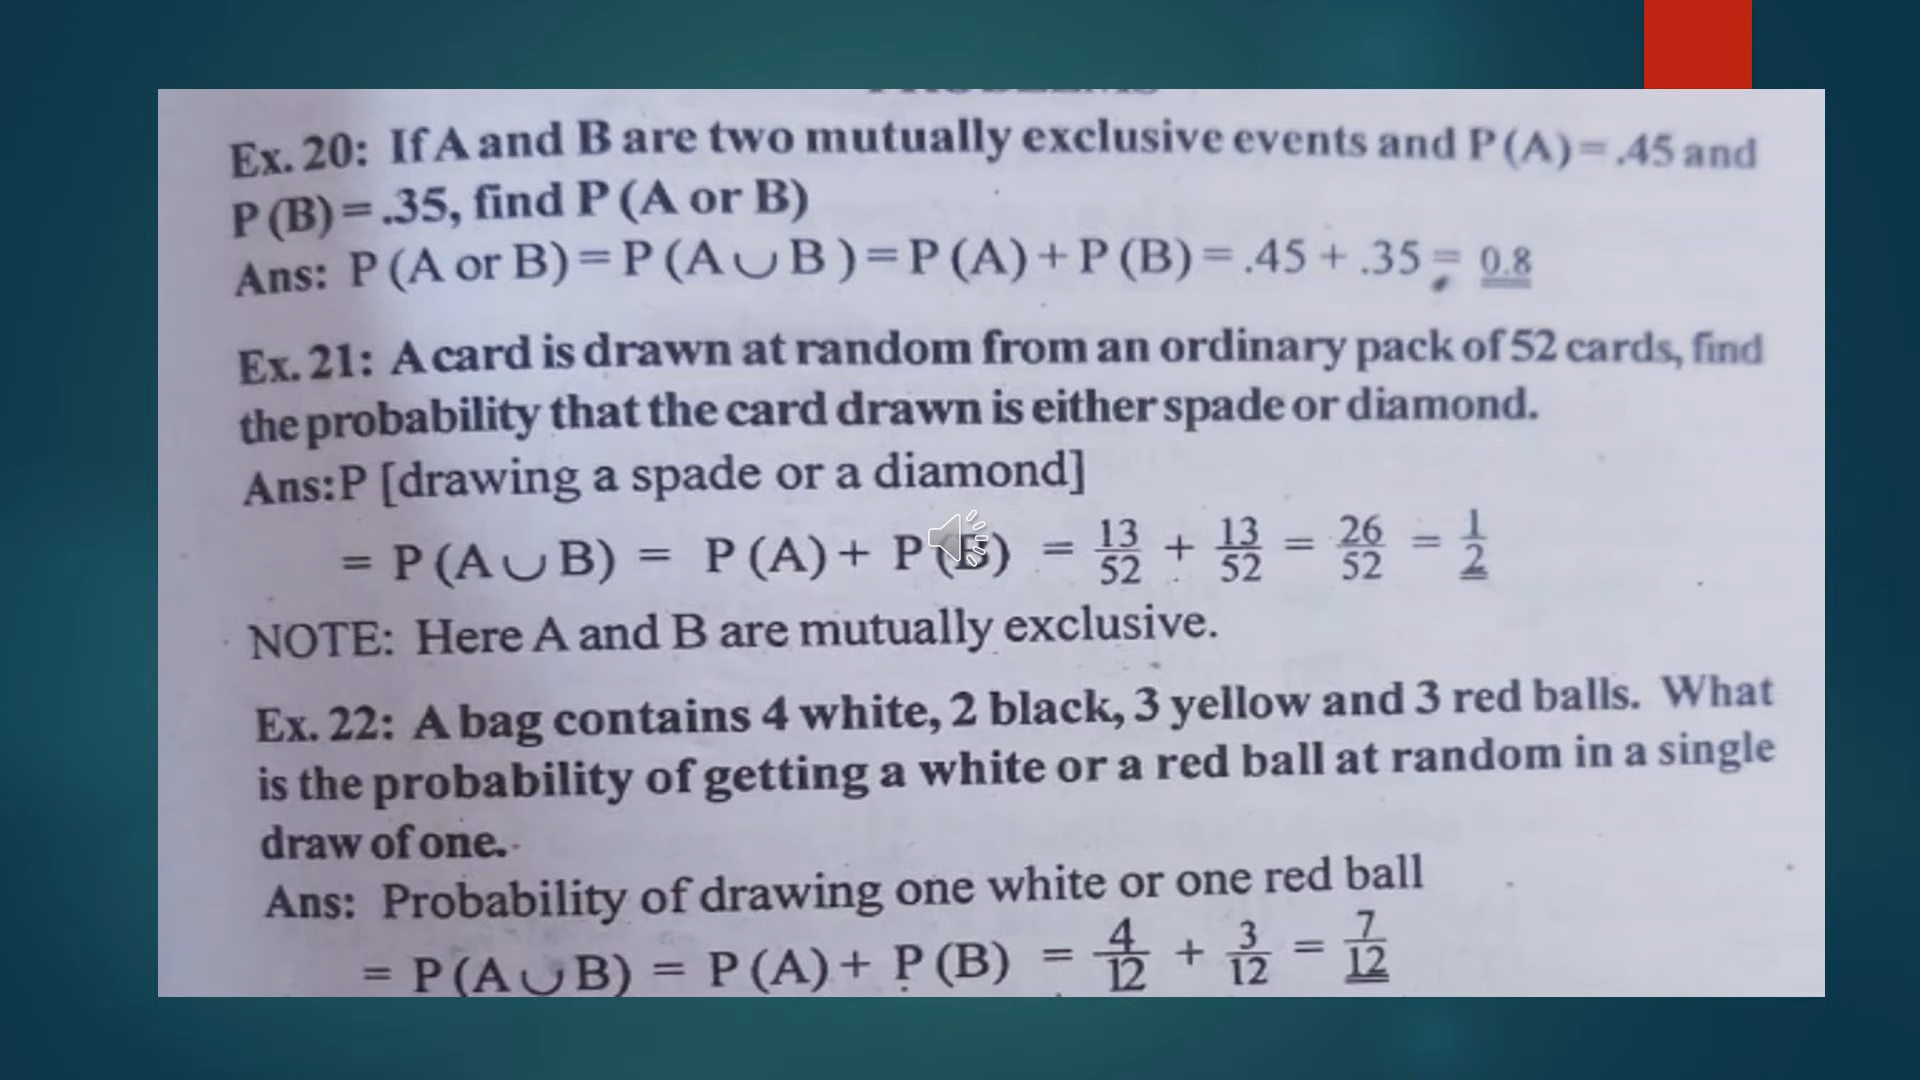 Ex. 20: If A and B are two mutually exclusive events and P (A) = .45 and
P (B) = .35, find P (A or B)
Ans: P (A or B) = P (A ∪ B ) = P (A) + P (B) = .45 + .35 = 0.8
Ex. 21: A card is drawn at random from an ordinary pack of 52 cards, find
the probability that the card drawn is either spade or diamond.
Ans: P [drawing a spade or a diamond]
= P (A ∪ B) = P (A) + P (B) = 13/52 + 13/52 = 26/52 = 1/2
NOTE: Here A and B are mutually exclusive.
Ex. 22: A bag contains 4 white, 2 black, 3 yellow and 3 red balls. What
is the probability of getting a white or a red ball at random in a single
draw of one.
Ans: Probability of drawing one white or one red ball
= P (A ∪ B) = P (A) + P (B) = 4/12 + 3/12 = 7/12